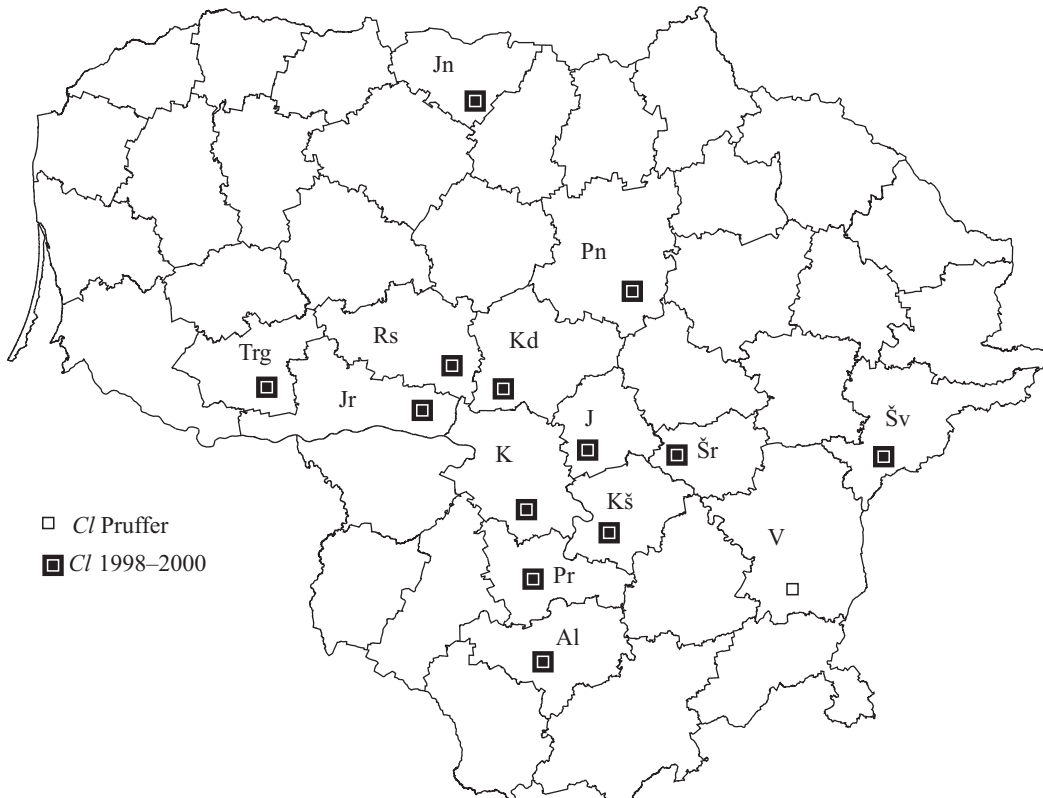 Jn
Pn
Rs
Kd
Trg
Jr
J
Šv
K
Šr
Kš
Cl Pruffer
V
Cl 1998–2000
Pr
Al